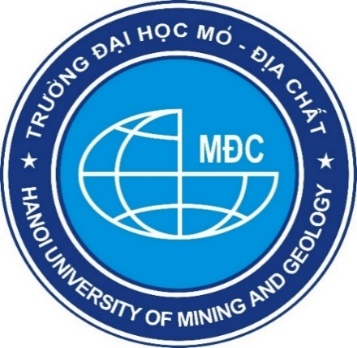 TRƯỜNG ĐẠI HỌC MỎ - ĐỊA CHẤT
MĐC
HANOI UNIVERSITY OF MINING AND GEOLOGY